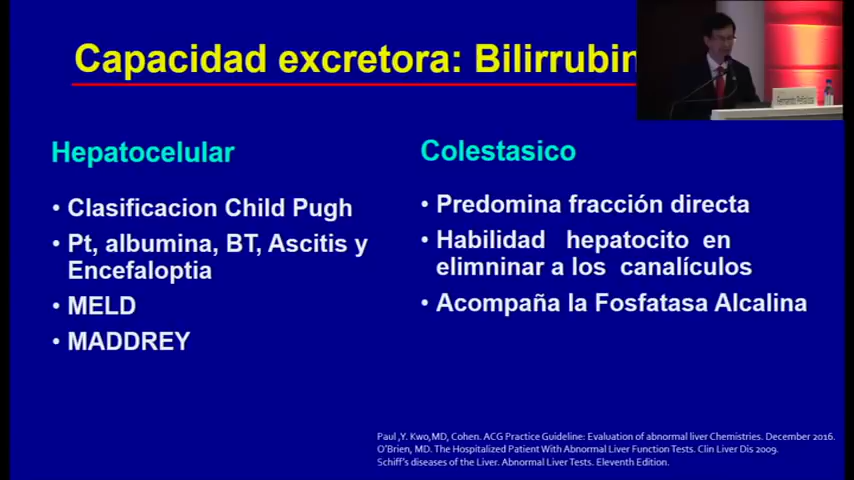 Capacidad excretora: Bilirrubin
Hepatocelular
• Clasificacion Child Pugh
• Pt, albumina, BT, Ascitis y
Encefaloptia
• MELD
• MADDREY
Colestasico
• Predomina fracción directa
• Habilidad hepatocito en
elimninar a los canalículos
• Acompaña la Fosfatasa Alcalina
Paul ,Y. Kwo,MD, Cohen. ACG Practice Guideline: Evaluation of abnormal liver Chemistries. December 2016.
O'Brien, MD. The Hospitalized Patient With Abnormal Liver Function Tests. Clin Liver Dis 2009.
Schiff's diseases of the Liver. Abnormal Liver Tests. Eleventh Edition.